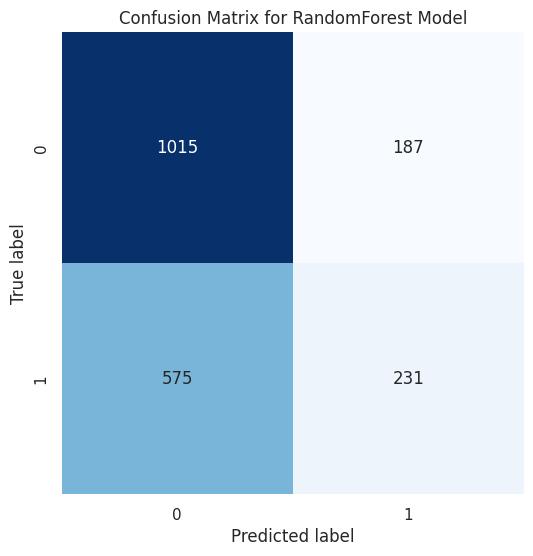 Confusion Matrix for RandomForest Model
True label
0
1015
187
1
575
231
0
1
Predicted label